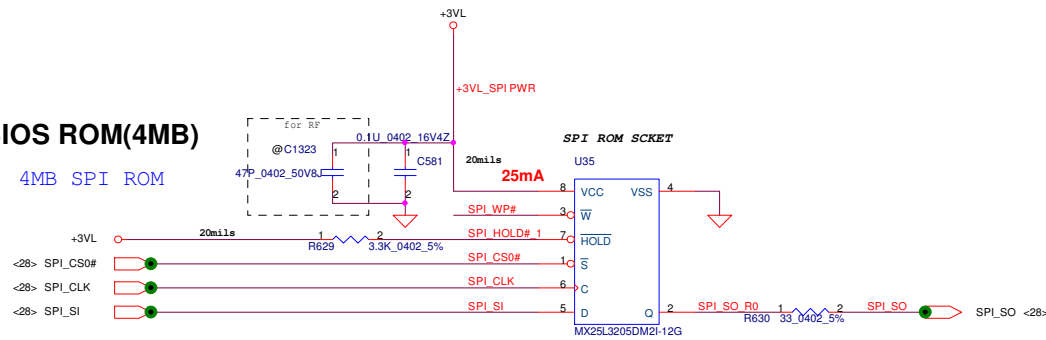 +3VL
+3VL_SPI PWR
for RF
IOS ROM(4MB)
0.1U_0402_16V4Z
SPI ROM SCKET
@C1323
1
1
C581
20mils
U35
4MB SPI ROM
47P_0402_50V8J
25mA
2
2
8
VCC
VSS
4
SPI_WP#
3
W
20mils
1
2
SPI_HOLD#_1
7
HOLD
+3VL
R629
3.3K_0402_5%
<28> SPI_CS0#
SPI_CS0#
1
S
<28> SPI_CLK
SPI_CLK
6
C
<28> SPI_SI
SPI_SI
5
D
Q
2
SPI_SO_R0
1
2
SPI_SO
SPI_SO <28>
R630
33_0402_5%
MX25L3205DM2I-12G